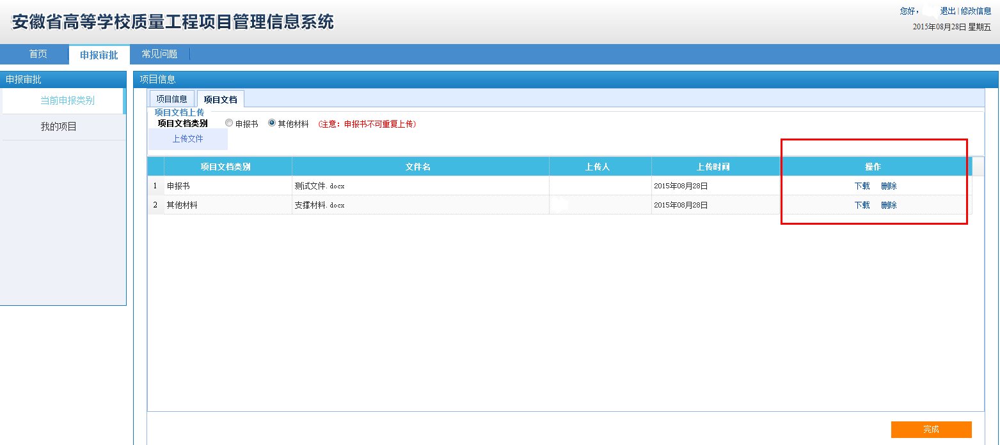 安徽省高等学校质量工程项目管理信息系统
您好， 退出 | 修改信息
2015年08月28日 星期五
首页 申报审批 常见问题
申报审批
当前申报类别
我的项目
项目信息
项目信息 项目文档
项目文档上传
项目文档类别 申报书 其他材料 (注意：申报书不可重复上传)
上传文件
项目文档类别 文件名 上传人 上传时间 操作
1 申报书 测试文件.docx 2015年08月28日 下载 删除
2 其他材料 支撑材料.docx 2015年08月28日 下载 删除
完成